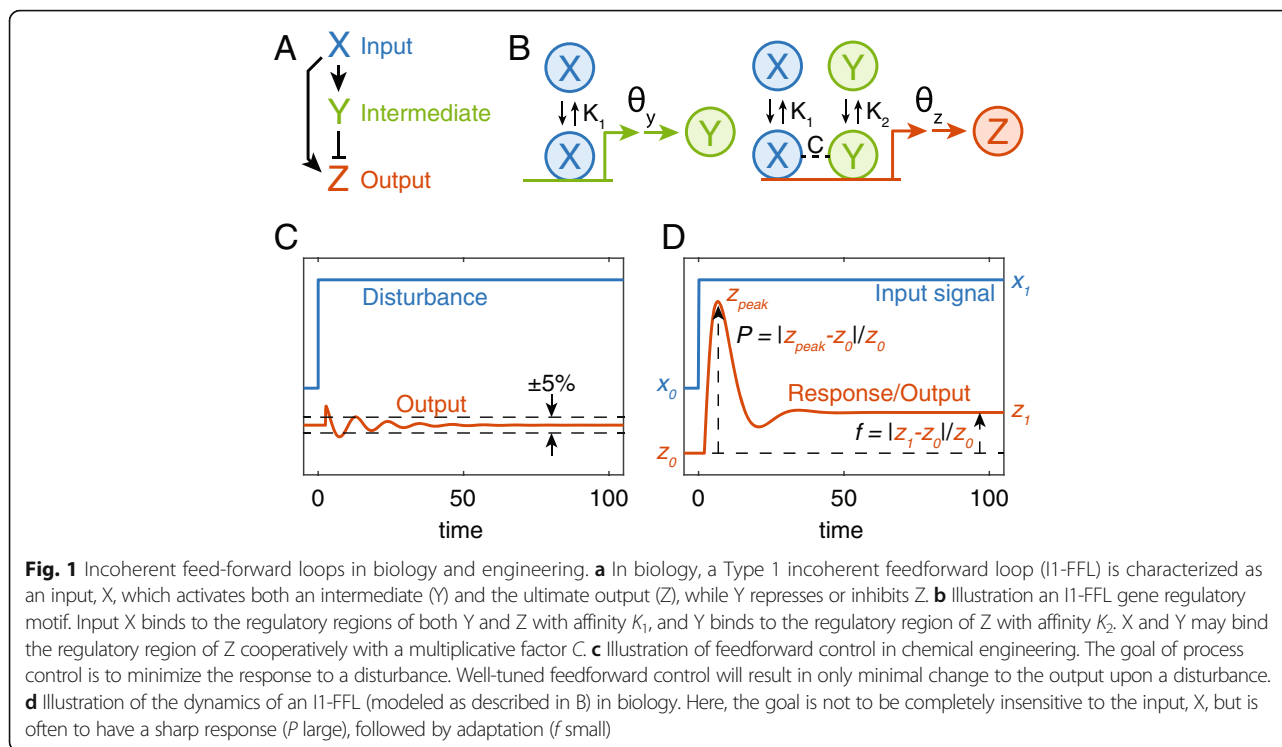 A
X Input
Y Intermediate
Z Output
B
X
K1
X
θy
Y
X Y
K1 K2
X C Y
θz
Z
C
Disturbance
±5%
Output
0 50 100
time
D
x1
Input signal
zpeak
P = |zpeak-z0|/z0
x0
Response/Output
z1
f = |z1-z0|/z0
z0
0 50 100
time
Fig. 1 Incoherent feed-forward loops in biology and engineering. a In biology, a Type 1 incoherent feedforward loop (I1-FFL) is characterized as
an input, X, which activates both an intermediate (Y) and the ultimate output (Z), while Y represses or inhibits Z. b Illustration an I1-FFL gene regulatory
motif. Input X binds to the regulatory regions of both Y and Z with affinity K1, and Y binds to the regulatory region of Z with affinity K2. X and Y may bind
the regulatory region of Z cooperatively with a multiplicative factor C. c Illustration of feedforward control in chemical engineering. The goal of process
control is to minimize the response to a disturbance. Well-tuned feedforward control will result in only minimal change to the output upon a disturbance.
d Illustration of the dynamics of an I1-FFL (modeled as described in B) in biology. Here, the goal is not to be completely insensitive to the input, X, but is
often to have a sharp response (P large), followed by adaptation (f small)